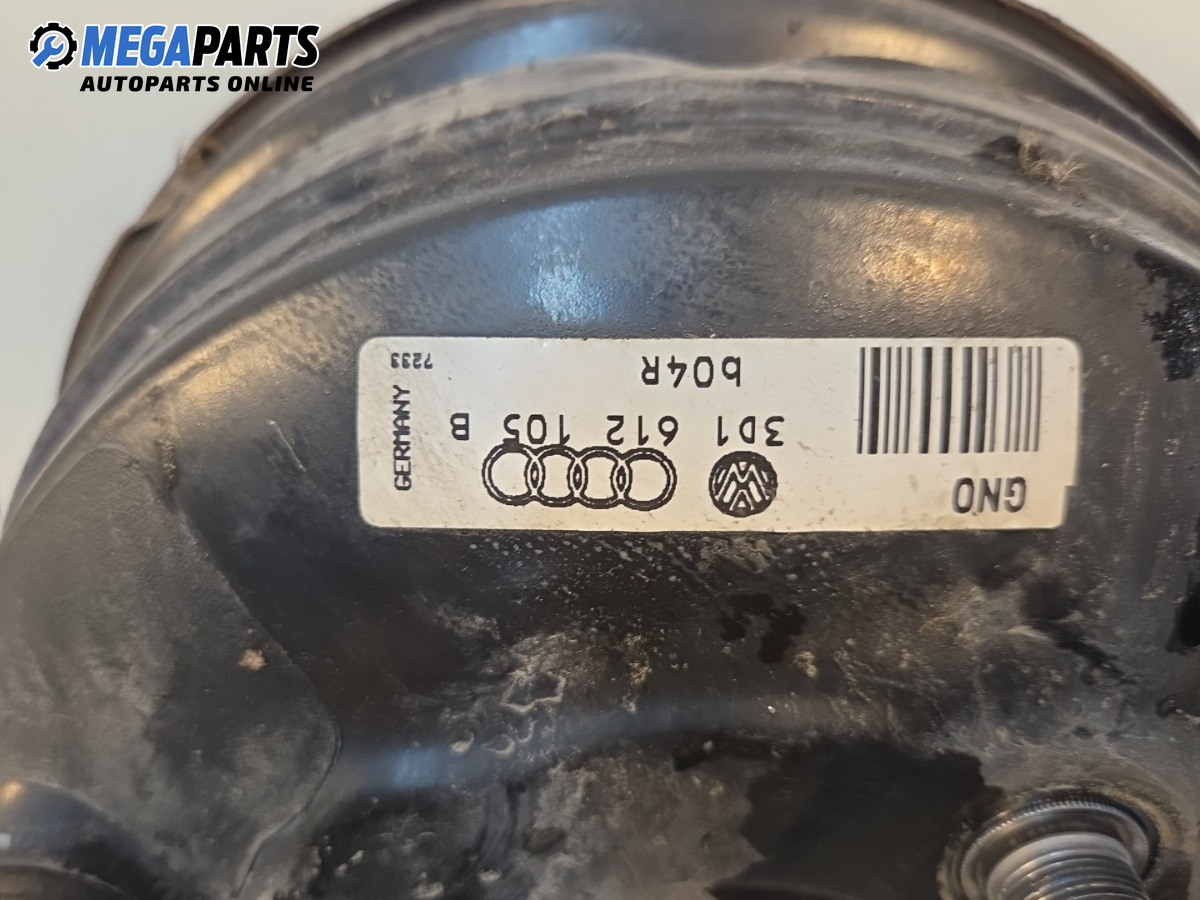 MEGAPARTS
AUTOPARTS ONLINE
GNO
3D1 612 105 B
b04R
GERMANY
7233